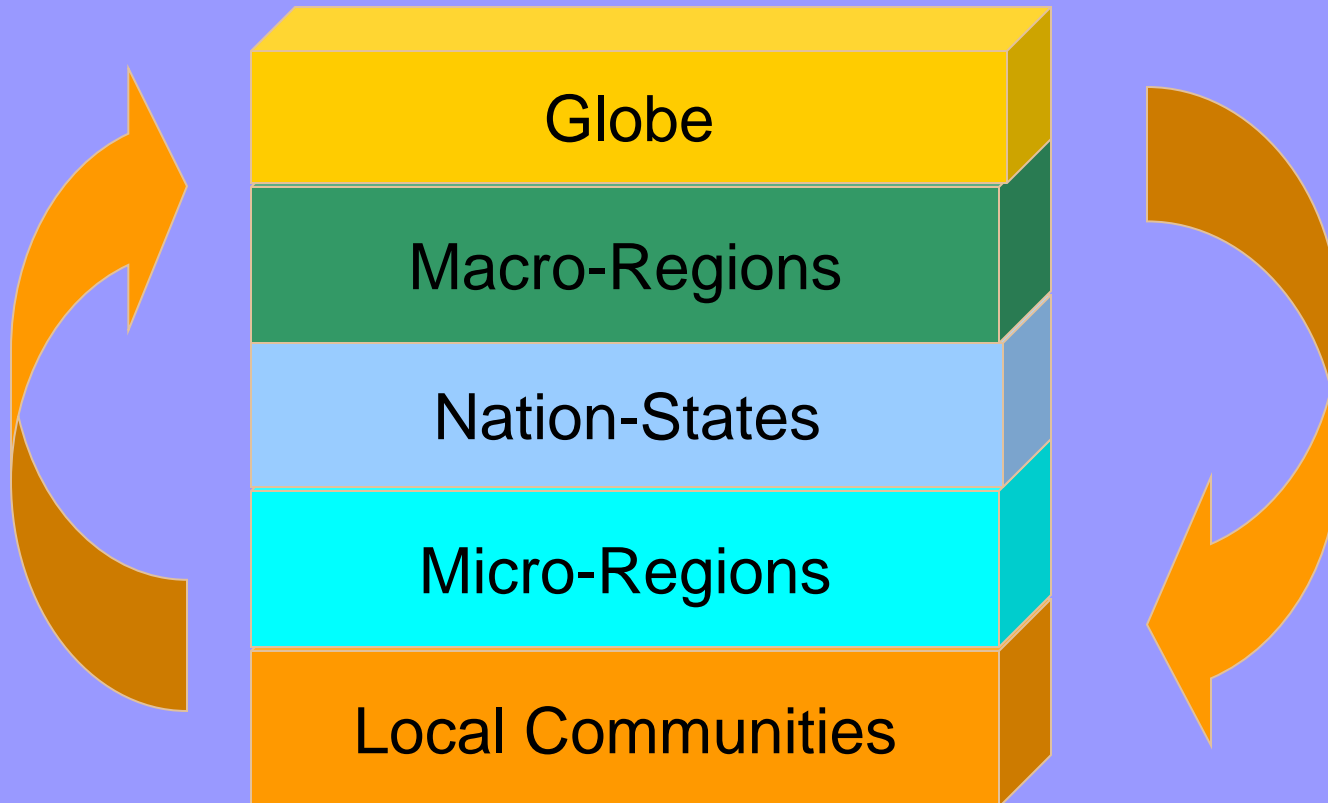 Globe
Macro-Regions
Nation-States
Micro-Regions
Local Communities